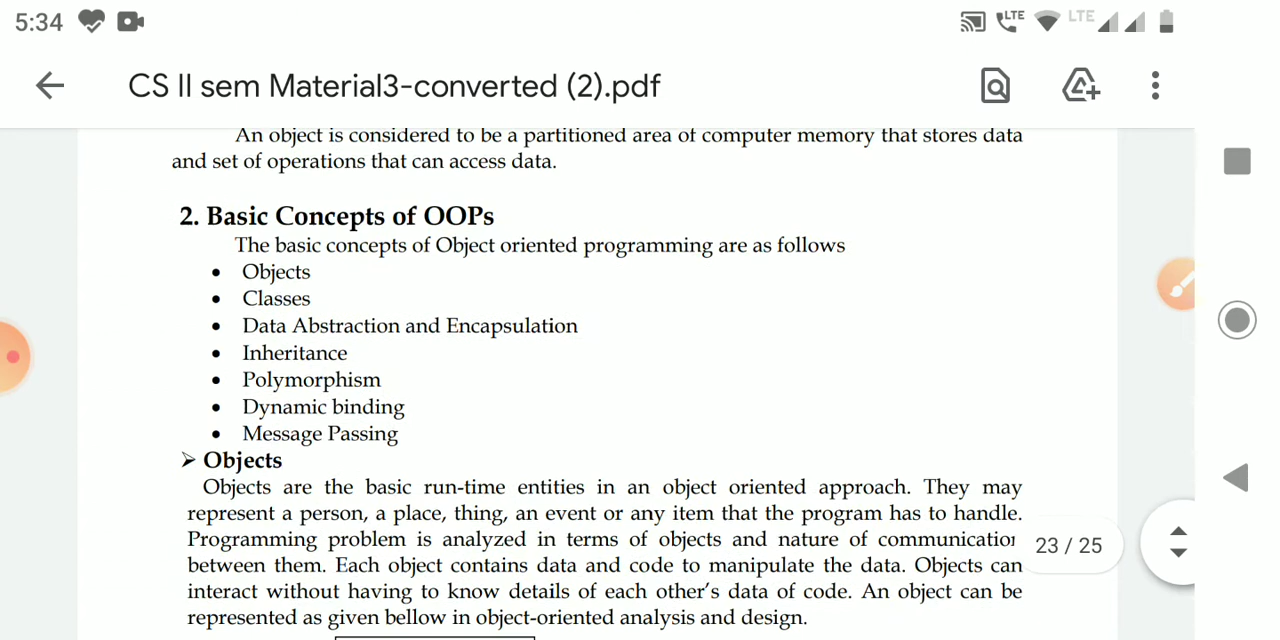 5:34
LTE
LTE
CS II sem Material3-converted (2).pdf
An object is considered to be a partitioned area of computer memory that stores data
and set of operations that can access data.
2. Basic Concepts of OOPs
The basic concepts of Object oriented programming are as follows
• Objects
• Classes
• Data Abstraction and Encapsulation
• Inheritance
• Polymorphism
• Dynamic binding
• Message Passing
➢ Objects
Objects are the basic run-time entities in an object oriented approach. They may
represent a person, a place, thing, an event or any item that the program has to handle.
Programming problem is analyzed in terms of objects and nature of communication
between them. Each object contains data and code to manipulate the data. Objects can
interact without having to know details of each other's data of code. An object can be
represented as given bellow in object-oriented analysis and design.
23 / 25